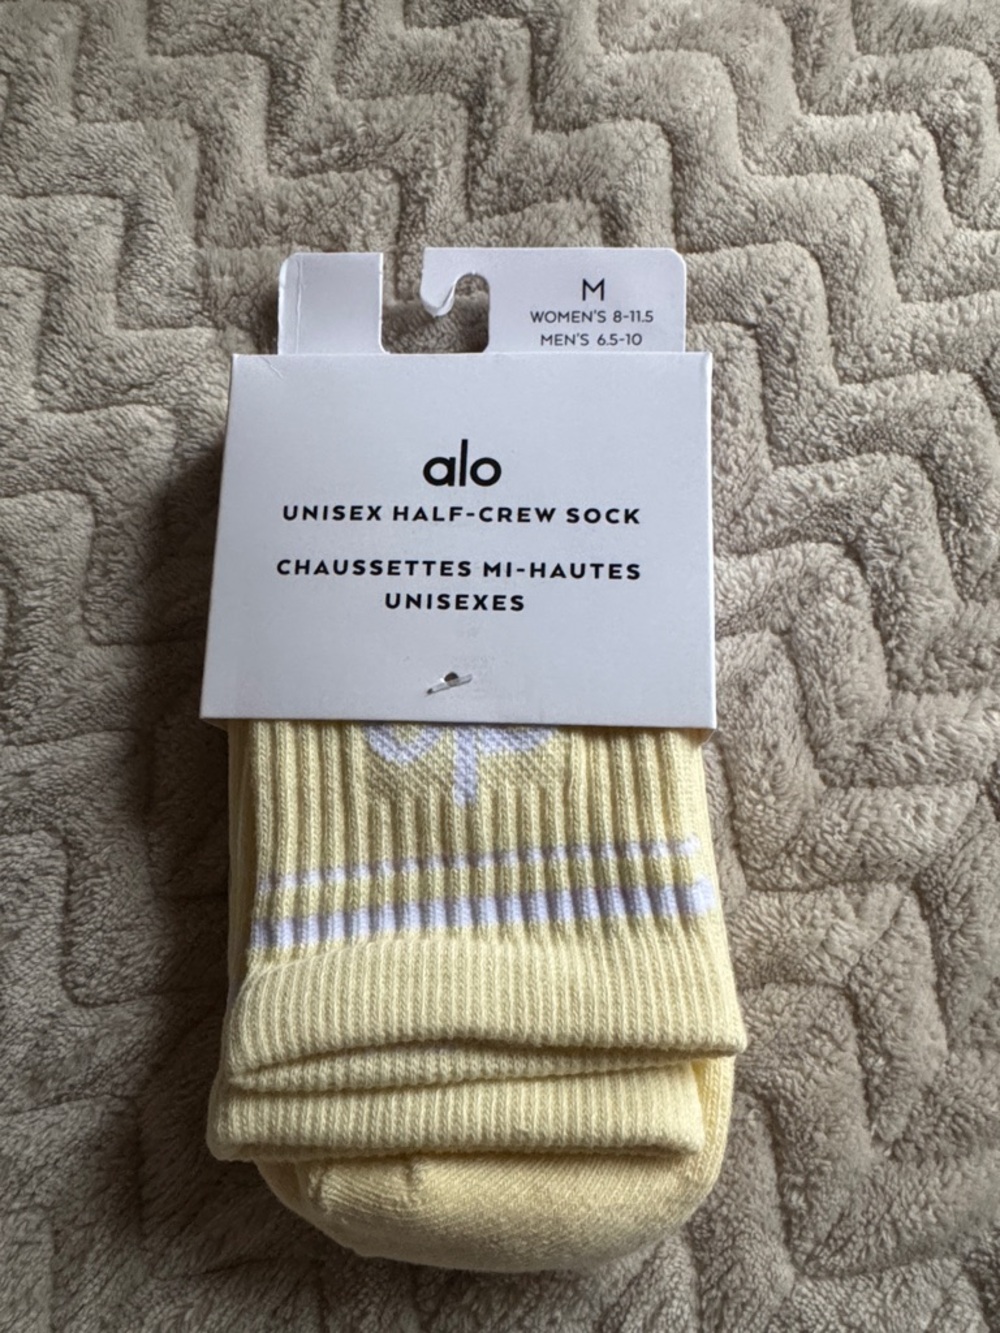 M
WOMEN'S 8-11.5
MEN'S 6.5-10
alo
UNISEX HALF-CREW SOCK
CHAUSSETTES MI-HAUTES
UNISEXES